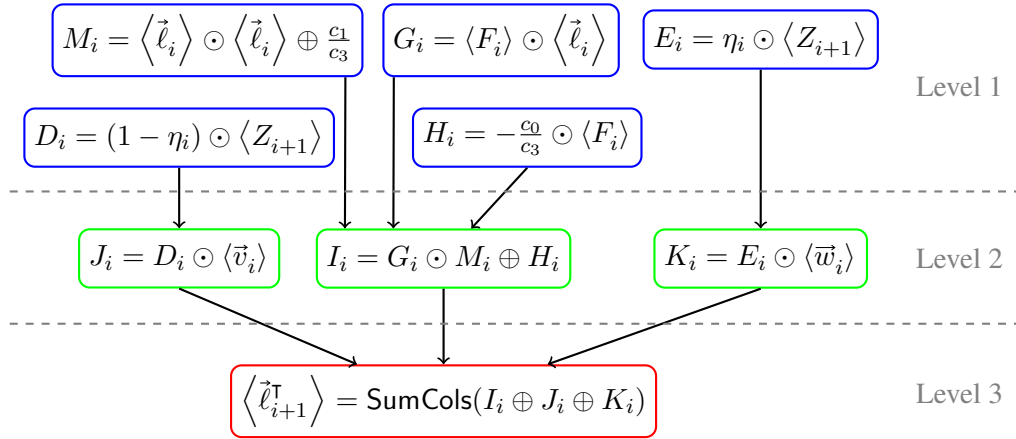 M_i = ⟨ℓ⃗_i⟩ ⊙ ⟨ℓ⃗_i⟩ ⊕ c_1/c_3
G_i = ⟨F_i⟩ ⊙ ⟨ℓ⃗_i⟩
E_i = η_i ⊙ ⟨Z_{i+1}⟩
Level 1
D_i = (1 − η_i) ⊙ ⟨Z_{i+1}⟩
H_i = −c_0/c_3 ⊙ ⟨F_i⟩
J_i = D_i ⊙ ⟨v⃗_i⟩
I_i = G_i ⊙ M_i ⊕ H_i
K_i = E_i ⊙ ⟨w⃗_i⟩
Level 2
⟨ℓ⃗_{i+1}^⊺⟩ = SumCols(I_i ⊕ J_i ⊕ K_i)
Level 3